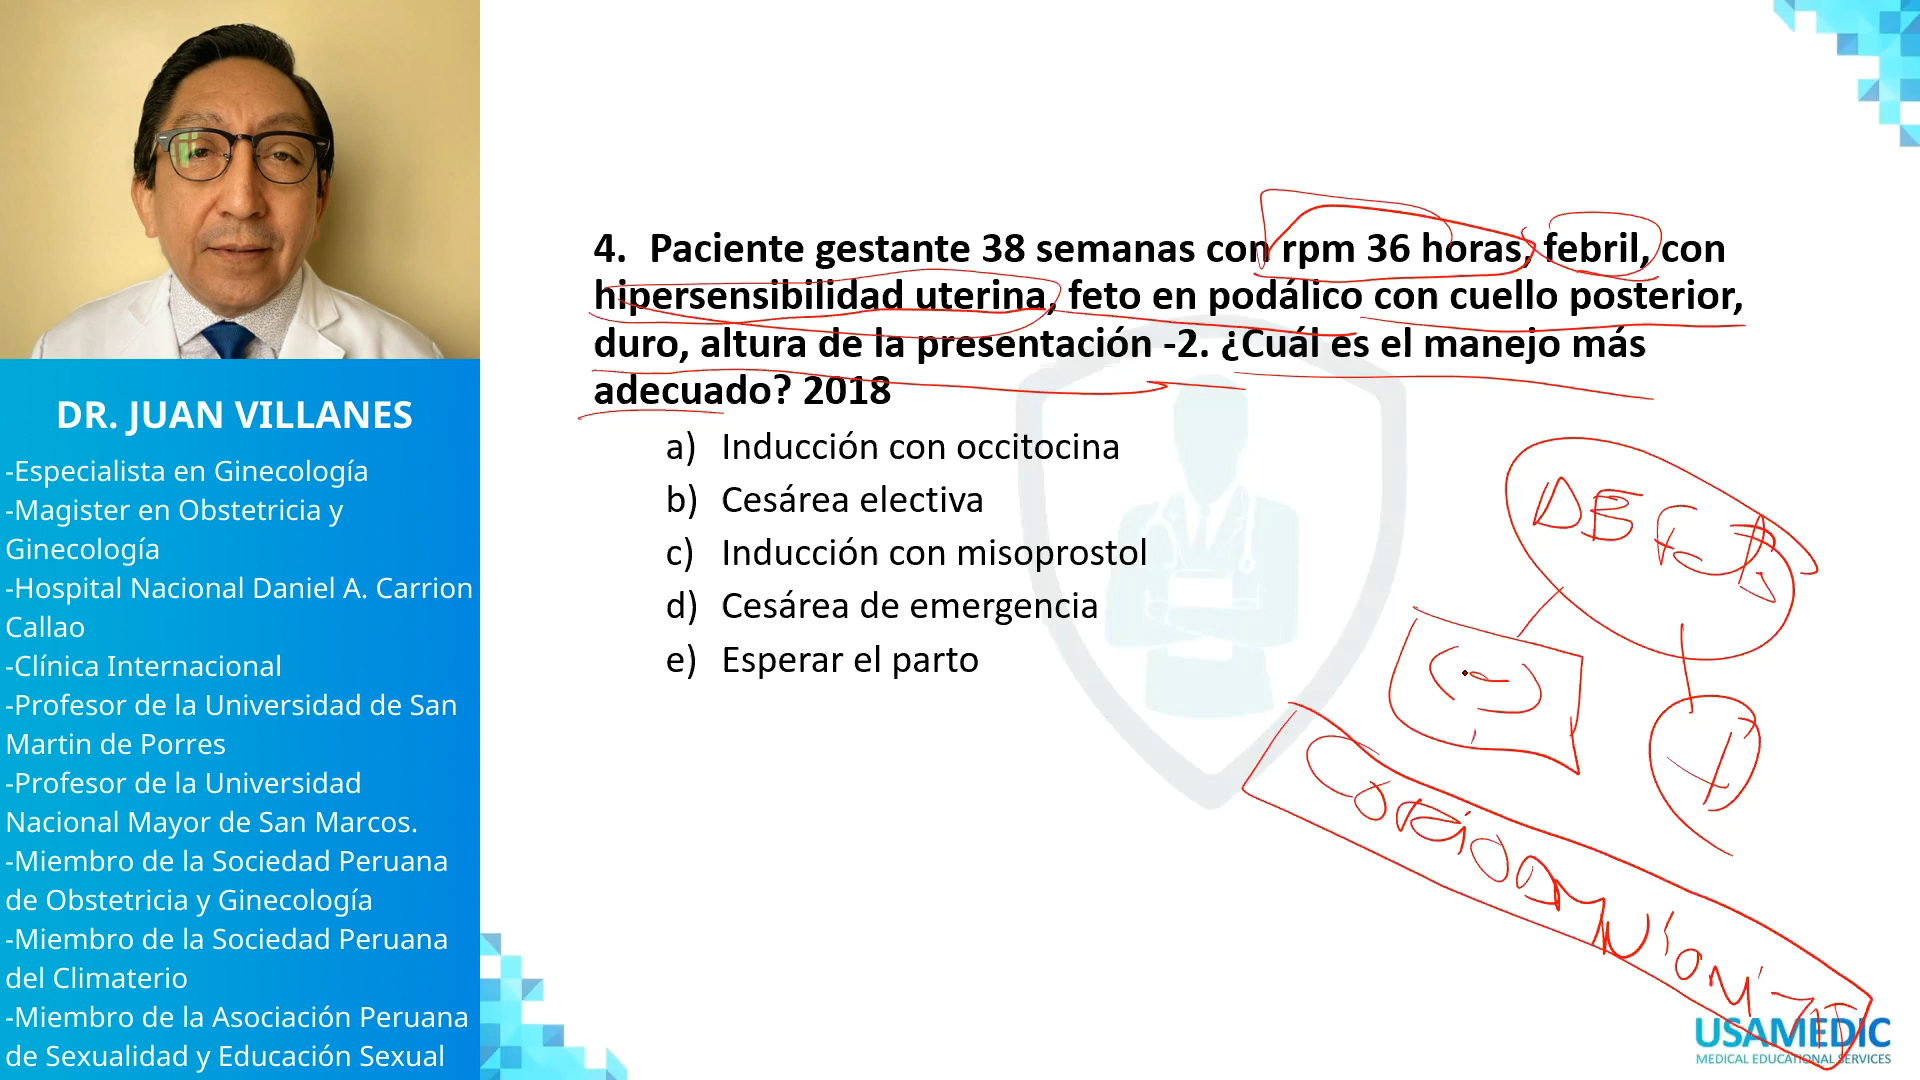 DR. JUAN VILLANES
-Especialista en Ginecología
-Magister en Obstetricia y
Ginecología
-Hospital Nacional Daniel A. Carrion
Callao
-Clínica Internacional
-Profesor de la Universidad de San
Martin de Porres
-Profesor de la Universidad
Nacional Mayor de San Marcos.
-Miembro de la Sociedad Peruana
de Obstetricia y Ginecología
-Miembro de la Sociedad Peruana
del Climaterio
-Miembro de la Asociación Peruana
de Sexualidad y Educación Sexual
4. Paciente gestante 38 semanas con rpm 36 horas, febril, con
hipersensibilidad uterina, feto en podálico con cuello posterior,
duro, altura de la presentación -2. ¿Cuál es el manejo más
adecuado? 2018
a) Inducción con occitocina
b) Cesárea electiva
c) Inducción con misoprostol
d) Cesárea de emergencia
e) Esperar el parto
(-)
USAMEDIC
MEDICAL EDUCATIONAL SERVICES